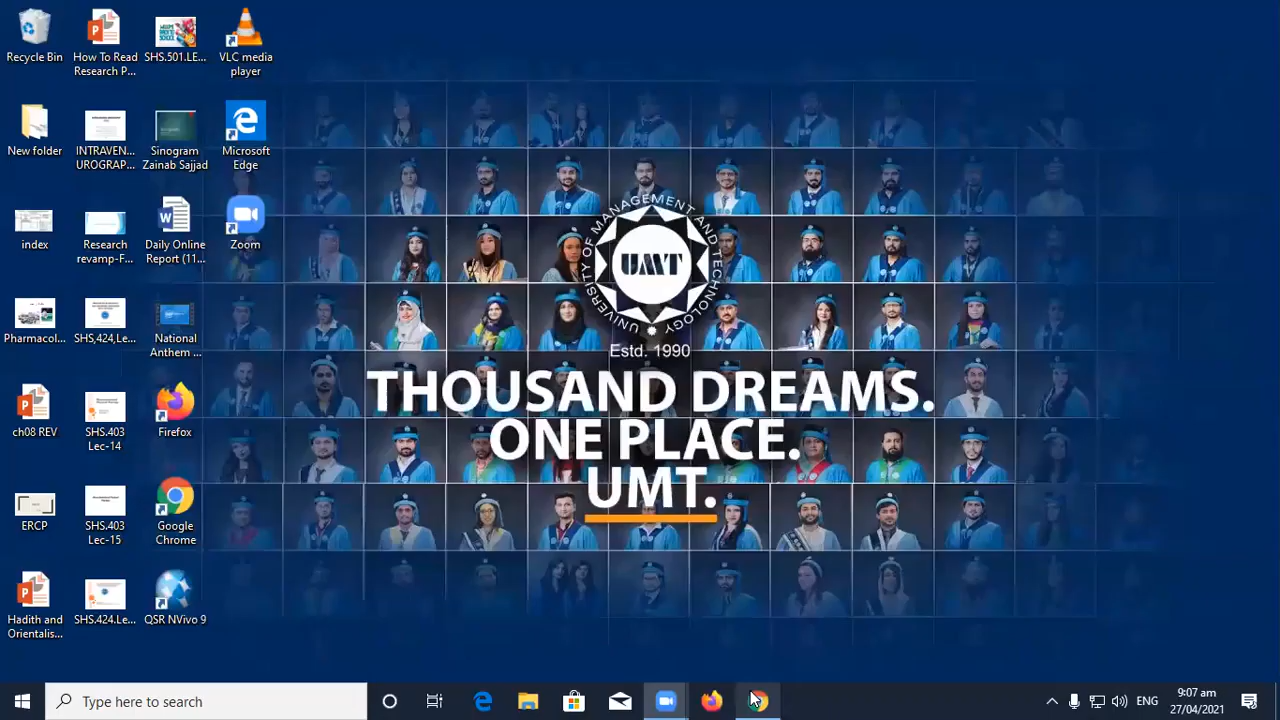 Recycle Bin
How To Read
Research P...
SHS.501.LE...
VLC media
player
New folder
INTRAVEN...
UROGRAP...
Sinogram
Zainab Sajjad
Microsoft
Edge
index
Research
revamp-F...
Daily Online
Report (11...
Zoom
Pharmacol...
SHS,424,Le...
National
Anthem ...
ch08 REV
SHS.403
Lec-14
Firefox
ERCP
SHS.403
Lec-15
Google
Chrome
Hadith and
Orientalis...
SHS.424.Le...
QSR NVivo 9
UNIVERSITY OF MANAGEMENT AND TECHNOLOGY
UMT
Estd. 1990
THOUSAND DREAMS.
ONE PLACE.
UMT.
Type here to search
ENG
9:07 am
27/04/2021